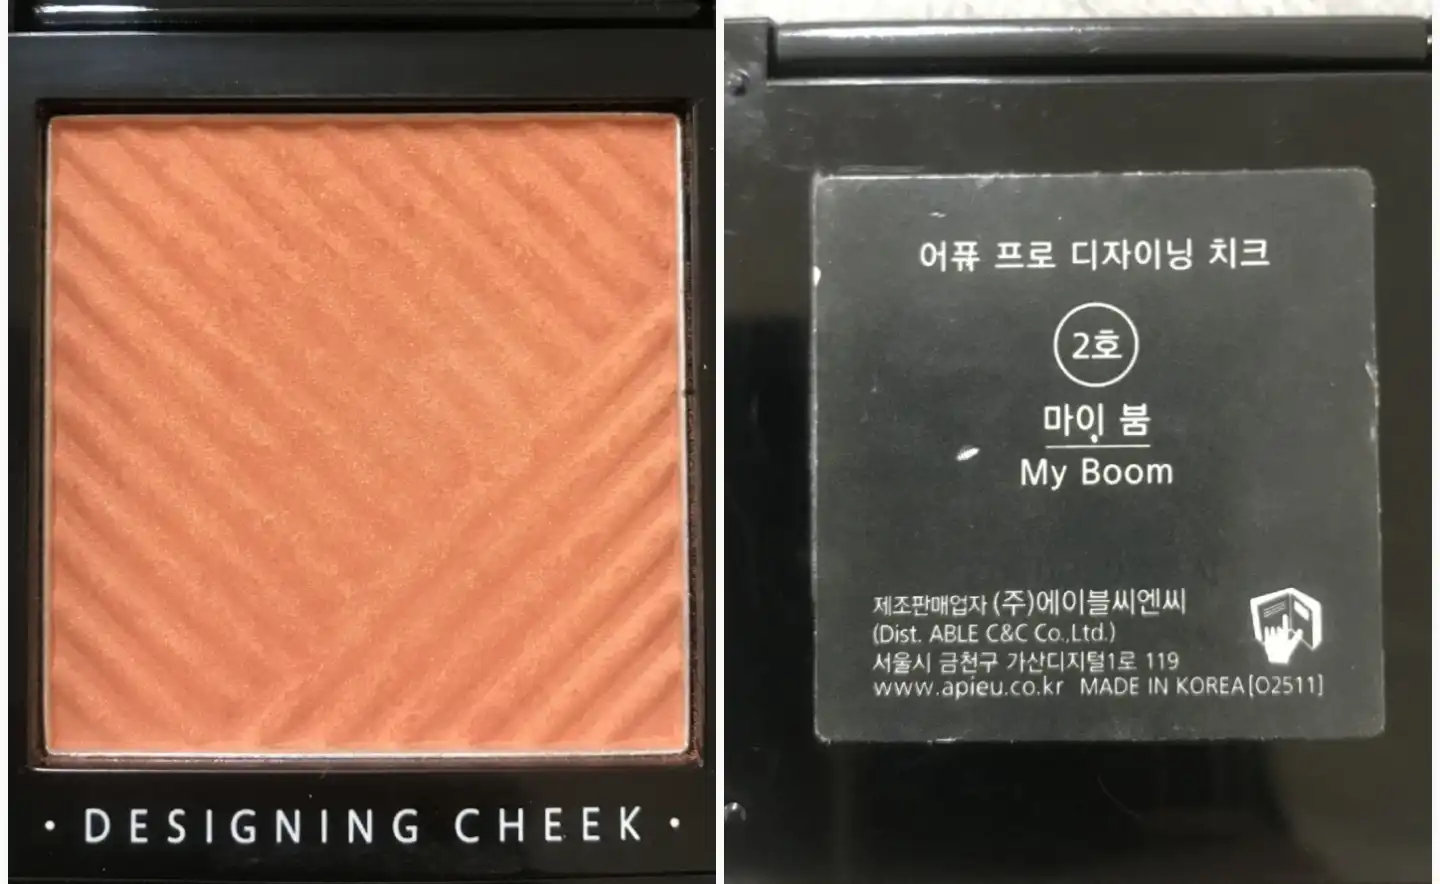 · DESIGNING CHEEK ·
어퓨 프로 디자이닝 치크
2호
마이 붐
My Boom
제조판매업자 (주)에이블씨엔씨
(Dist. ABLE C&C Co.,Ltd.)
서울시 금천구 가산디지털1로 119
www.apieu.co.kr MADE IN KOREA[O2511]